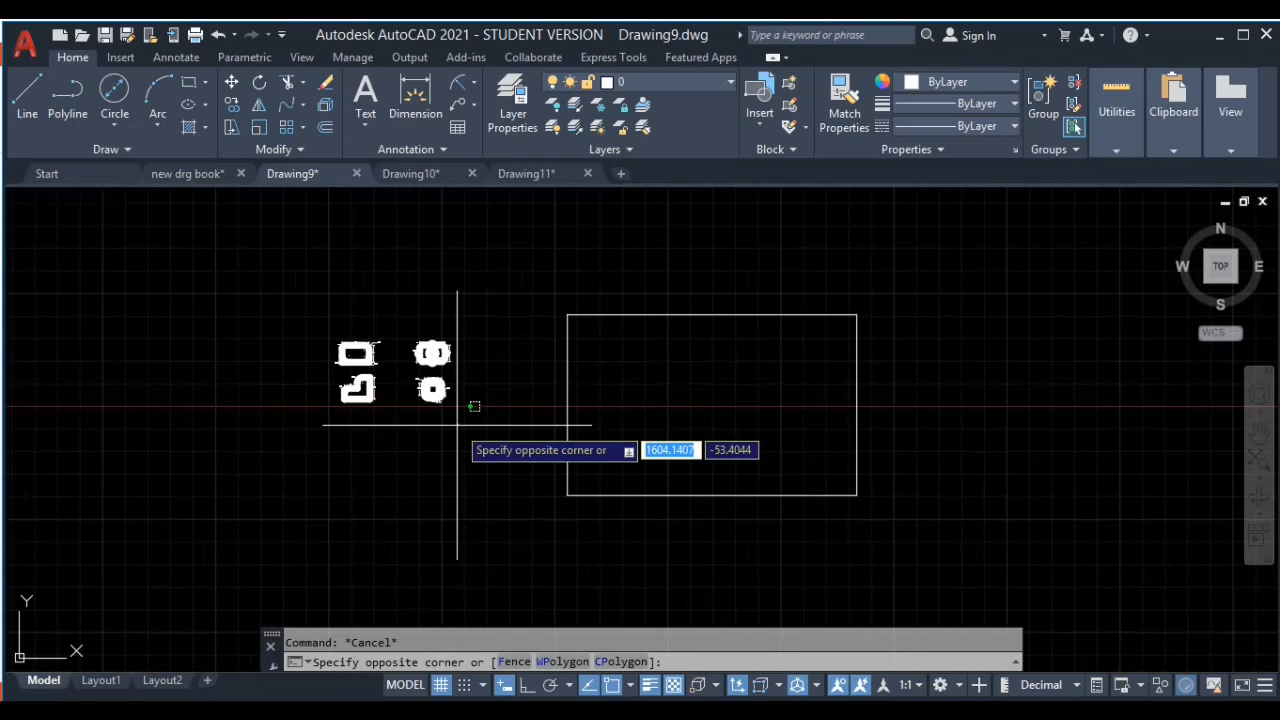 Autodesk AutoCAD 2021 - STUDENT VERSION Drawing9.dwg Type a keyword or phrase Sign In
Home Insert Annotate Parametric View Manage Output Add-ins Collaborate Express Tools Featured Apps
0 ByLayer
ByLayer
ByLayer
Line Polyline Circle Arc Text Dimension Layer Properties Insert Match Properties Group Utilities Clipboard View
Draw Modify Annotation Layers Block Properties Groups
Start new drg book* Drawing9* Drawing10* Drawing11*
N
W TOP E
S
WCS
Specify opposite corner or 1604.1407 -53.4044
Y
X
Command: *Cancel*
Specify opposite corner or [Fence WPolygon CPolygon]:
Model Layout1 Layout2 MODEL 1:1 Decimal